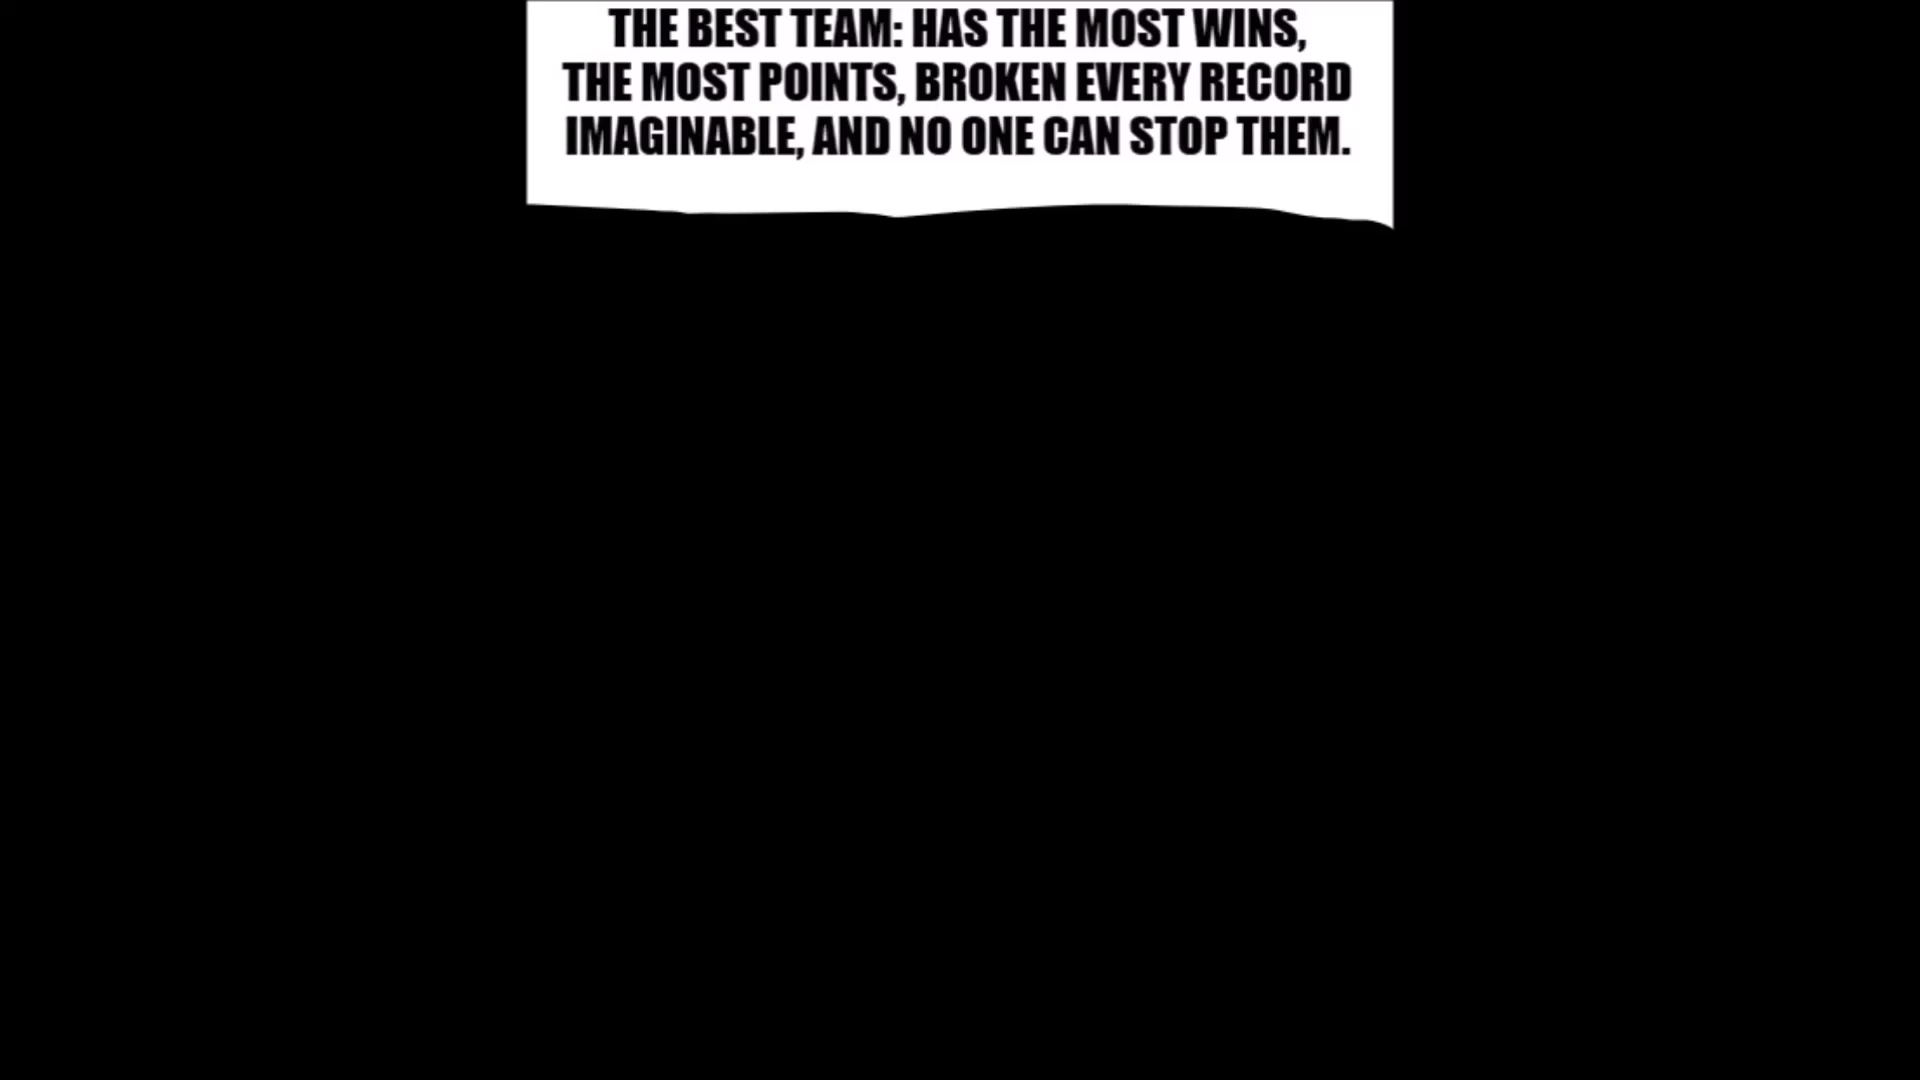 THE BEST TEAM: HAS THE MOST WINS,
THE MOST POINTS, BROKEN EVERY RECORD
IMAGINABLE, AND NO ONE CAN STOP THEM.